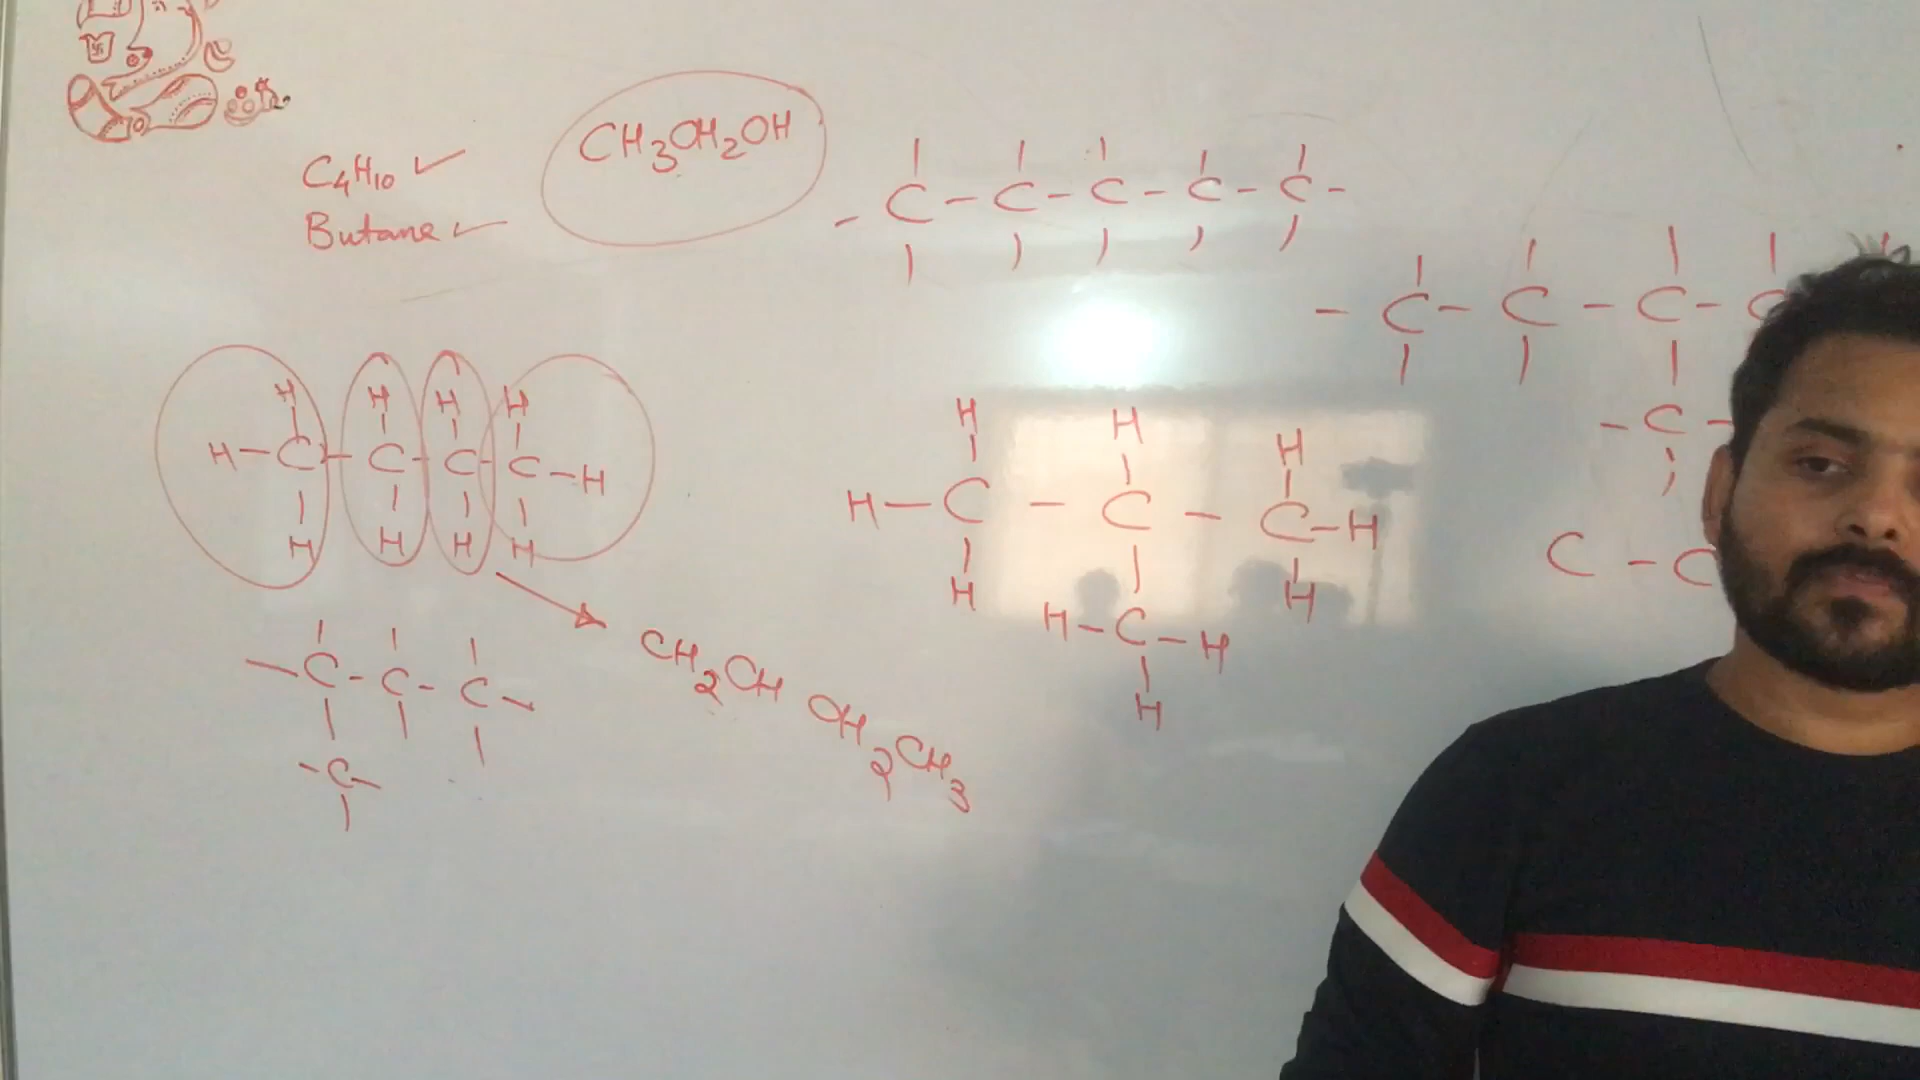 C₄H₁₀ ✓
Butane ✓
CH₃CH₂OH
- C - C - C - C - C -
- C - C - C - C
- C -
C - C
H H H H
H - C - C - C - C - H
H H H H
- C - C - C -
- C -
CH₂CH CH₂CH₃
H H H
H - C - C - C - H
H H
H - C - H
H